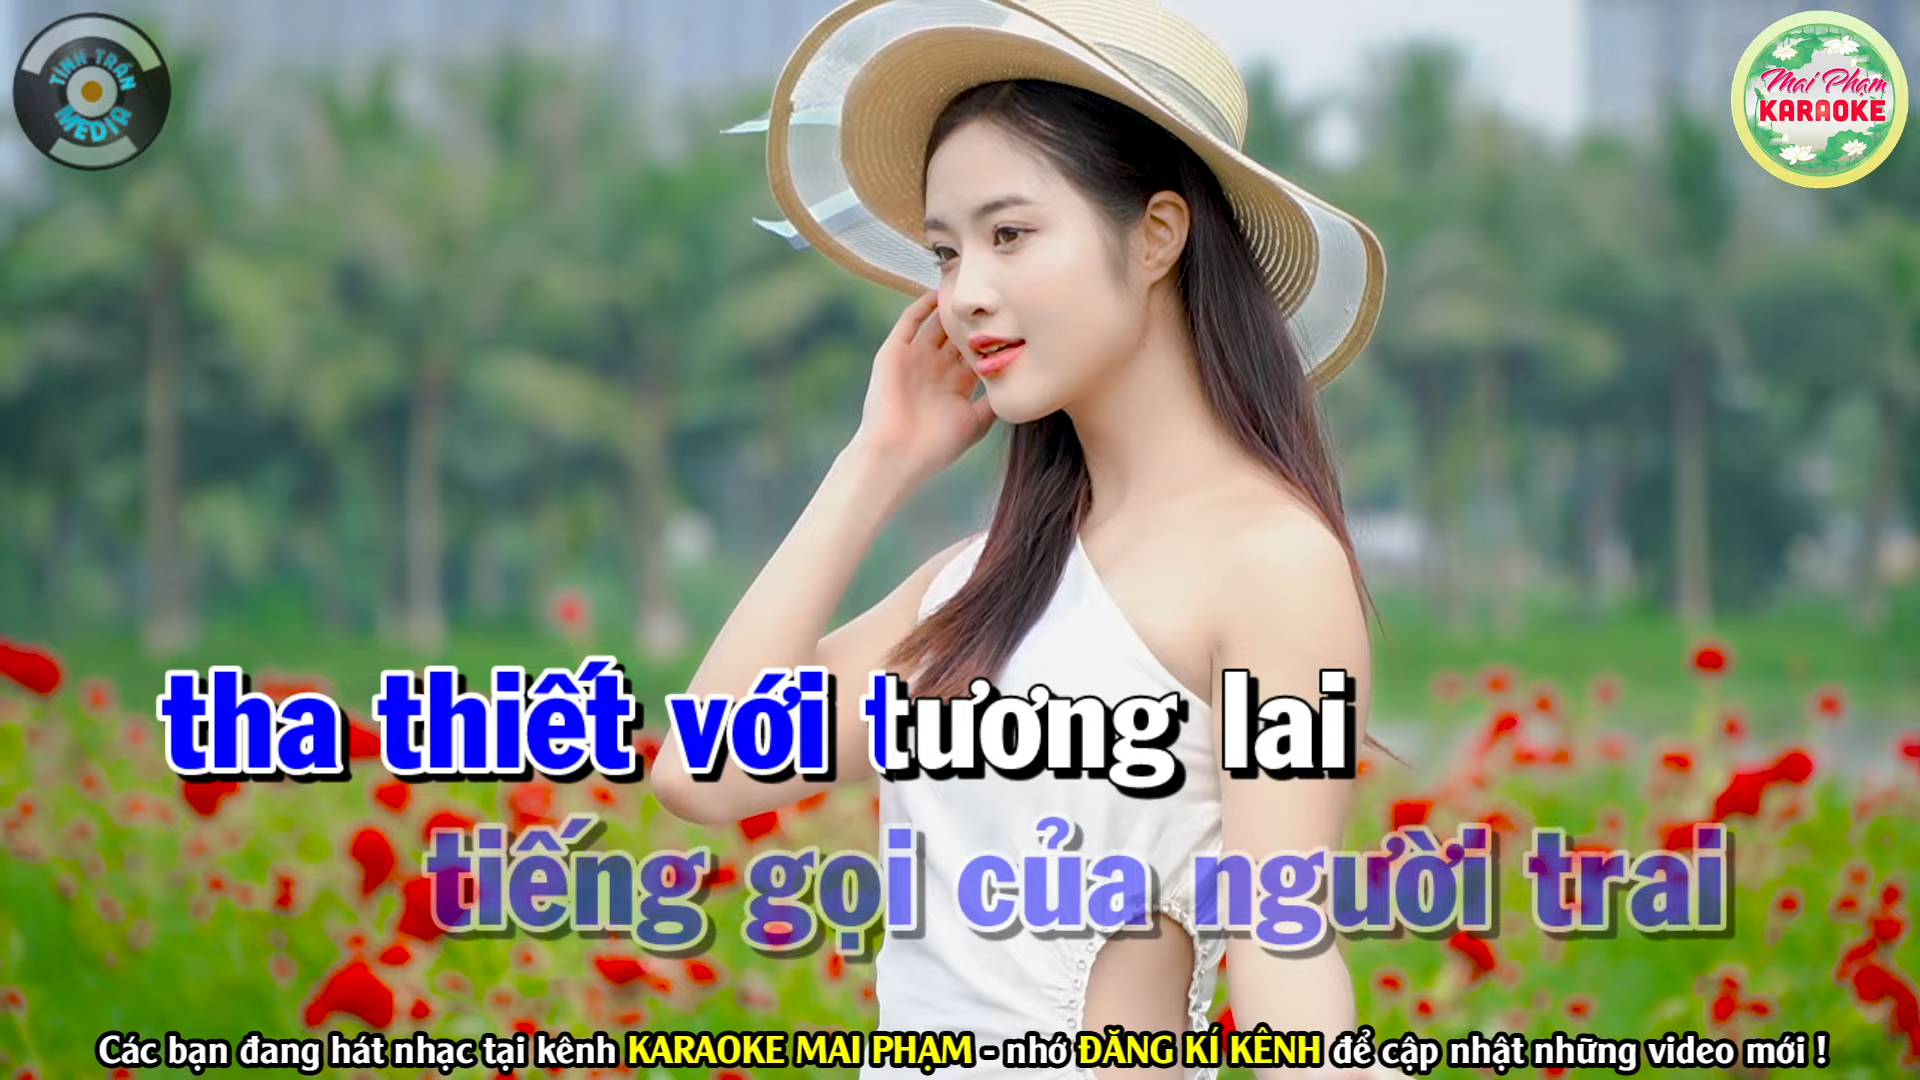 TÌNH TRẦN
MEDIA
Mai Phạm
KARAOKE
tha thiết với tương lai
tiếng gọi của người trai
Các bạn đang hát nhạc tại kênh KARAOKE MAI PHẠM - nhớ ĐĂNG KÍ KÊNH để cập nhật những video mới !